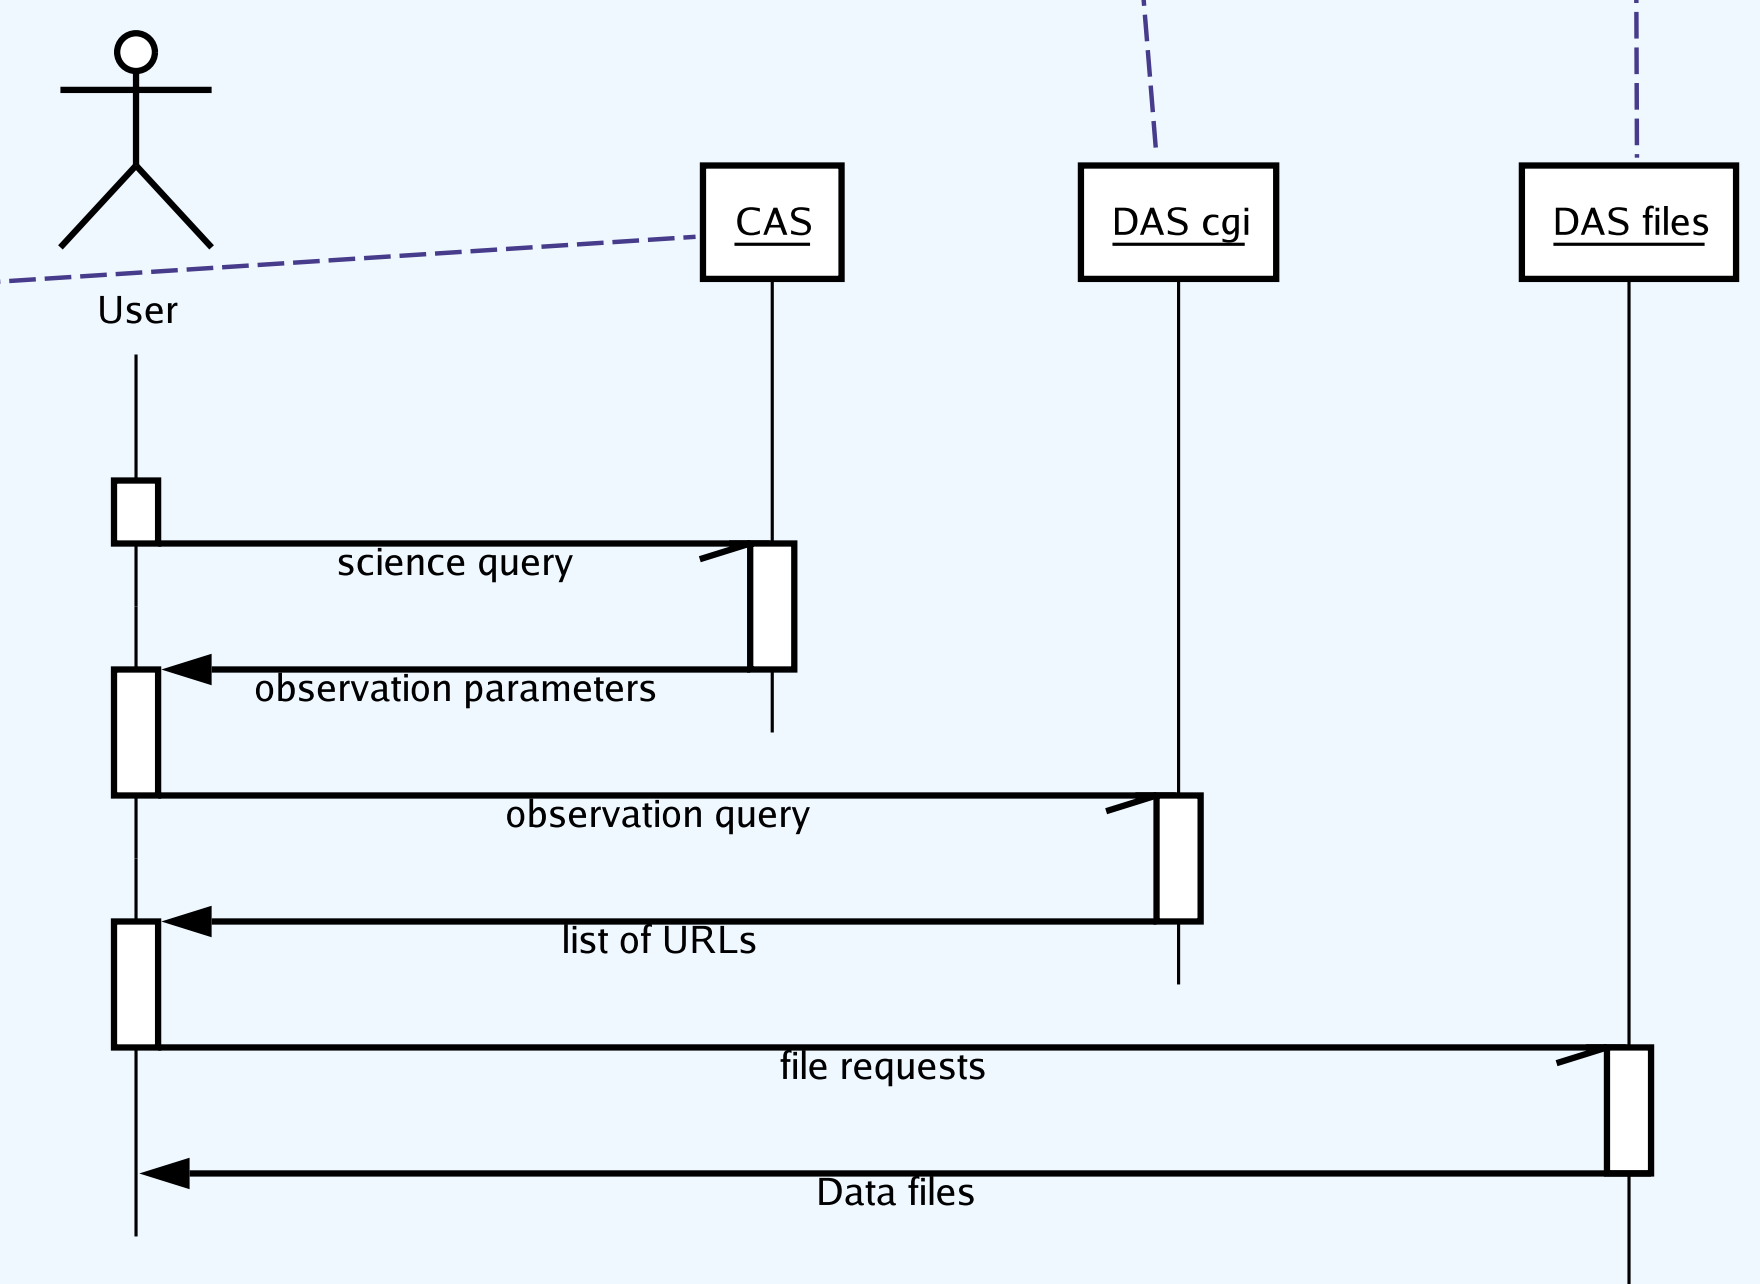 CAS
DAS cgi
DAS files
User
science query
observation parameters
observation query
list of URLs
file requests
Data files